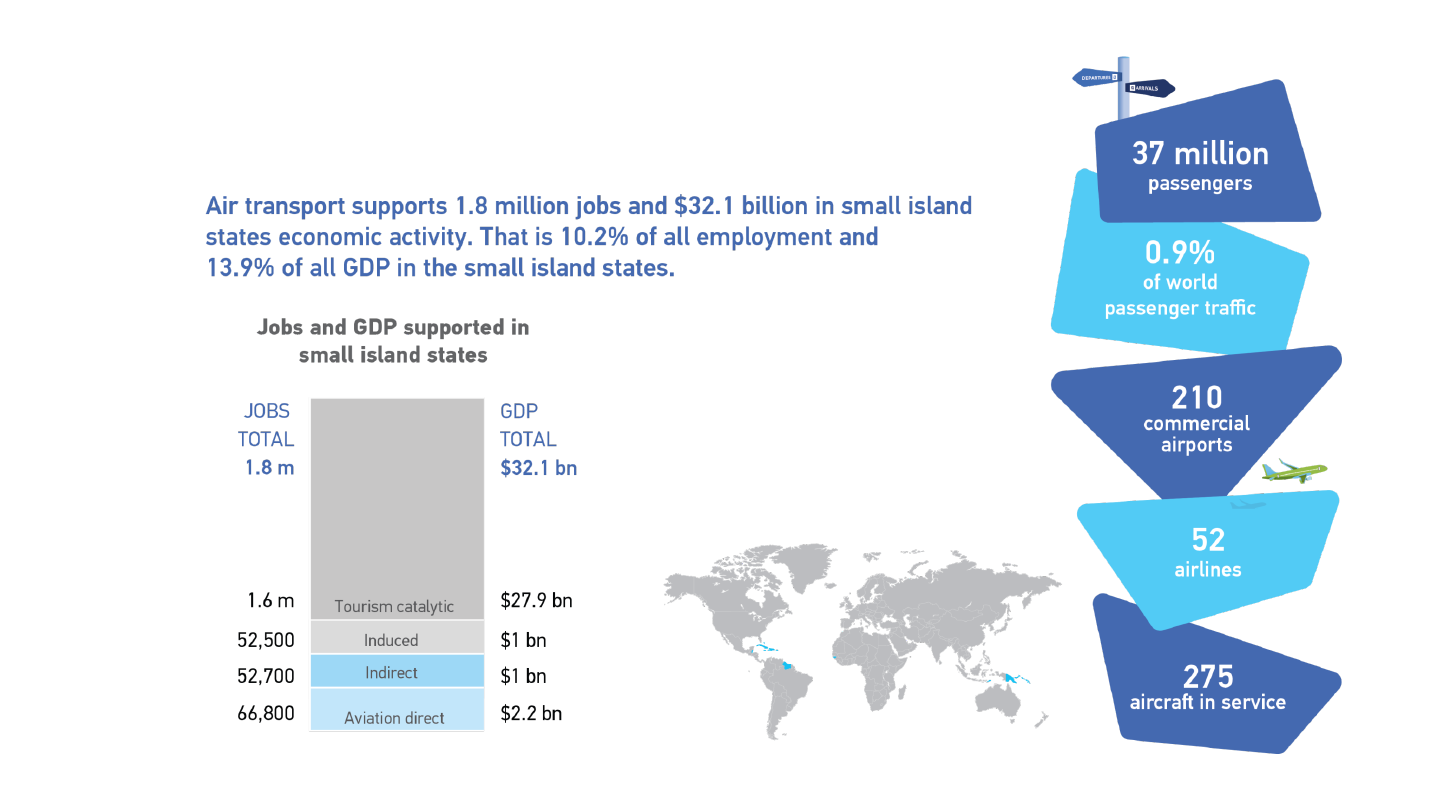 Air transport supports 1.8 million jobs and $32.1 billion in small island
states economic activity. That is 10.2% of all employment and
13.9% of all GDP in the small island states.
Jobs and GDP supported in
small island states
JOBS
TOTAL
1.8 m
GDP
TOTAL
$32.1 bn
1.6 m
Tourism catalytic
$27.9 bn
52,500
Induced
$1 bn
52,700
Indirect
$1 bn
66,800
Aviation direct
$2.2 bn
DEPARTURES
ARRIVALS
37 million
passengers
0.9%
of world
passenger traffic
210
commercial
airports
52
airlines
275
aircraft in service